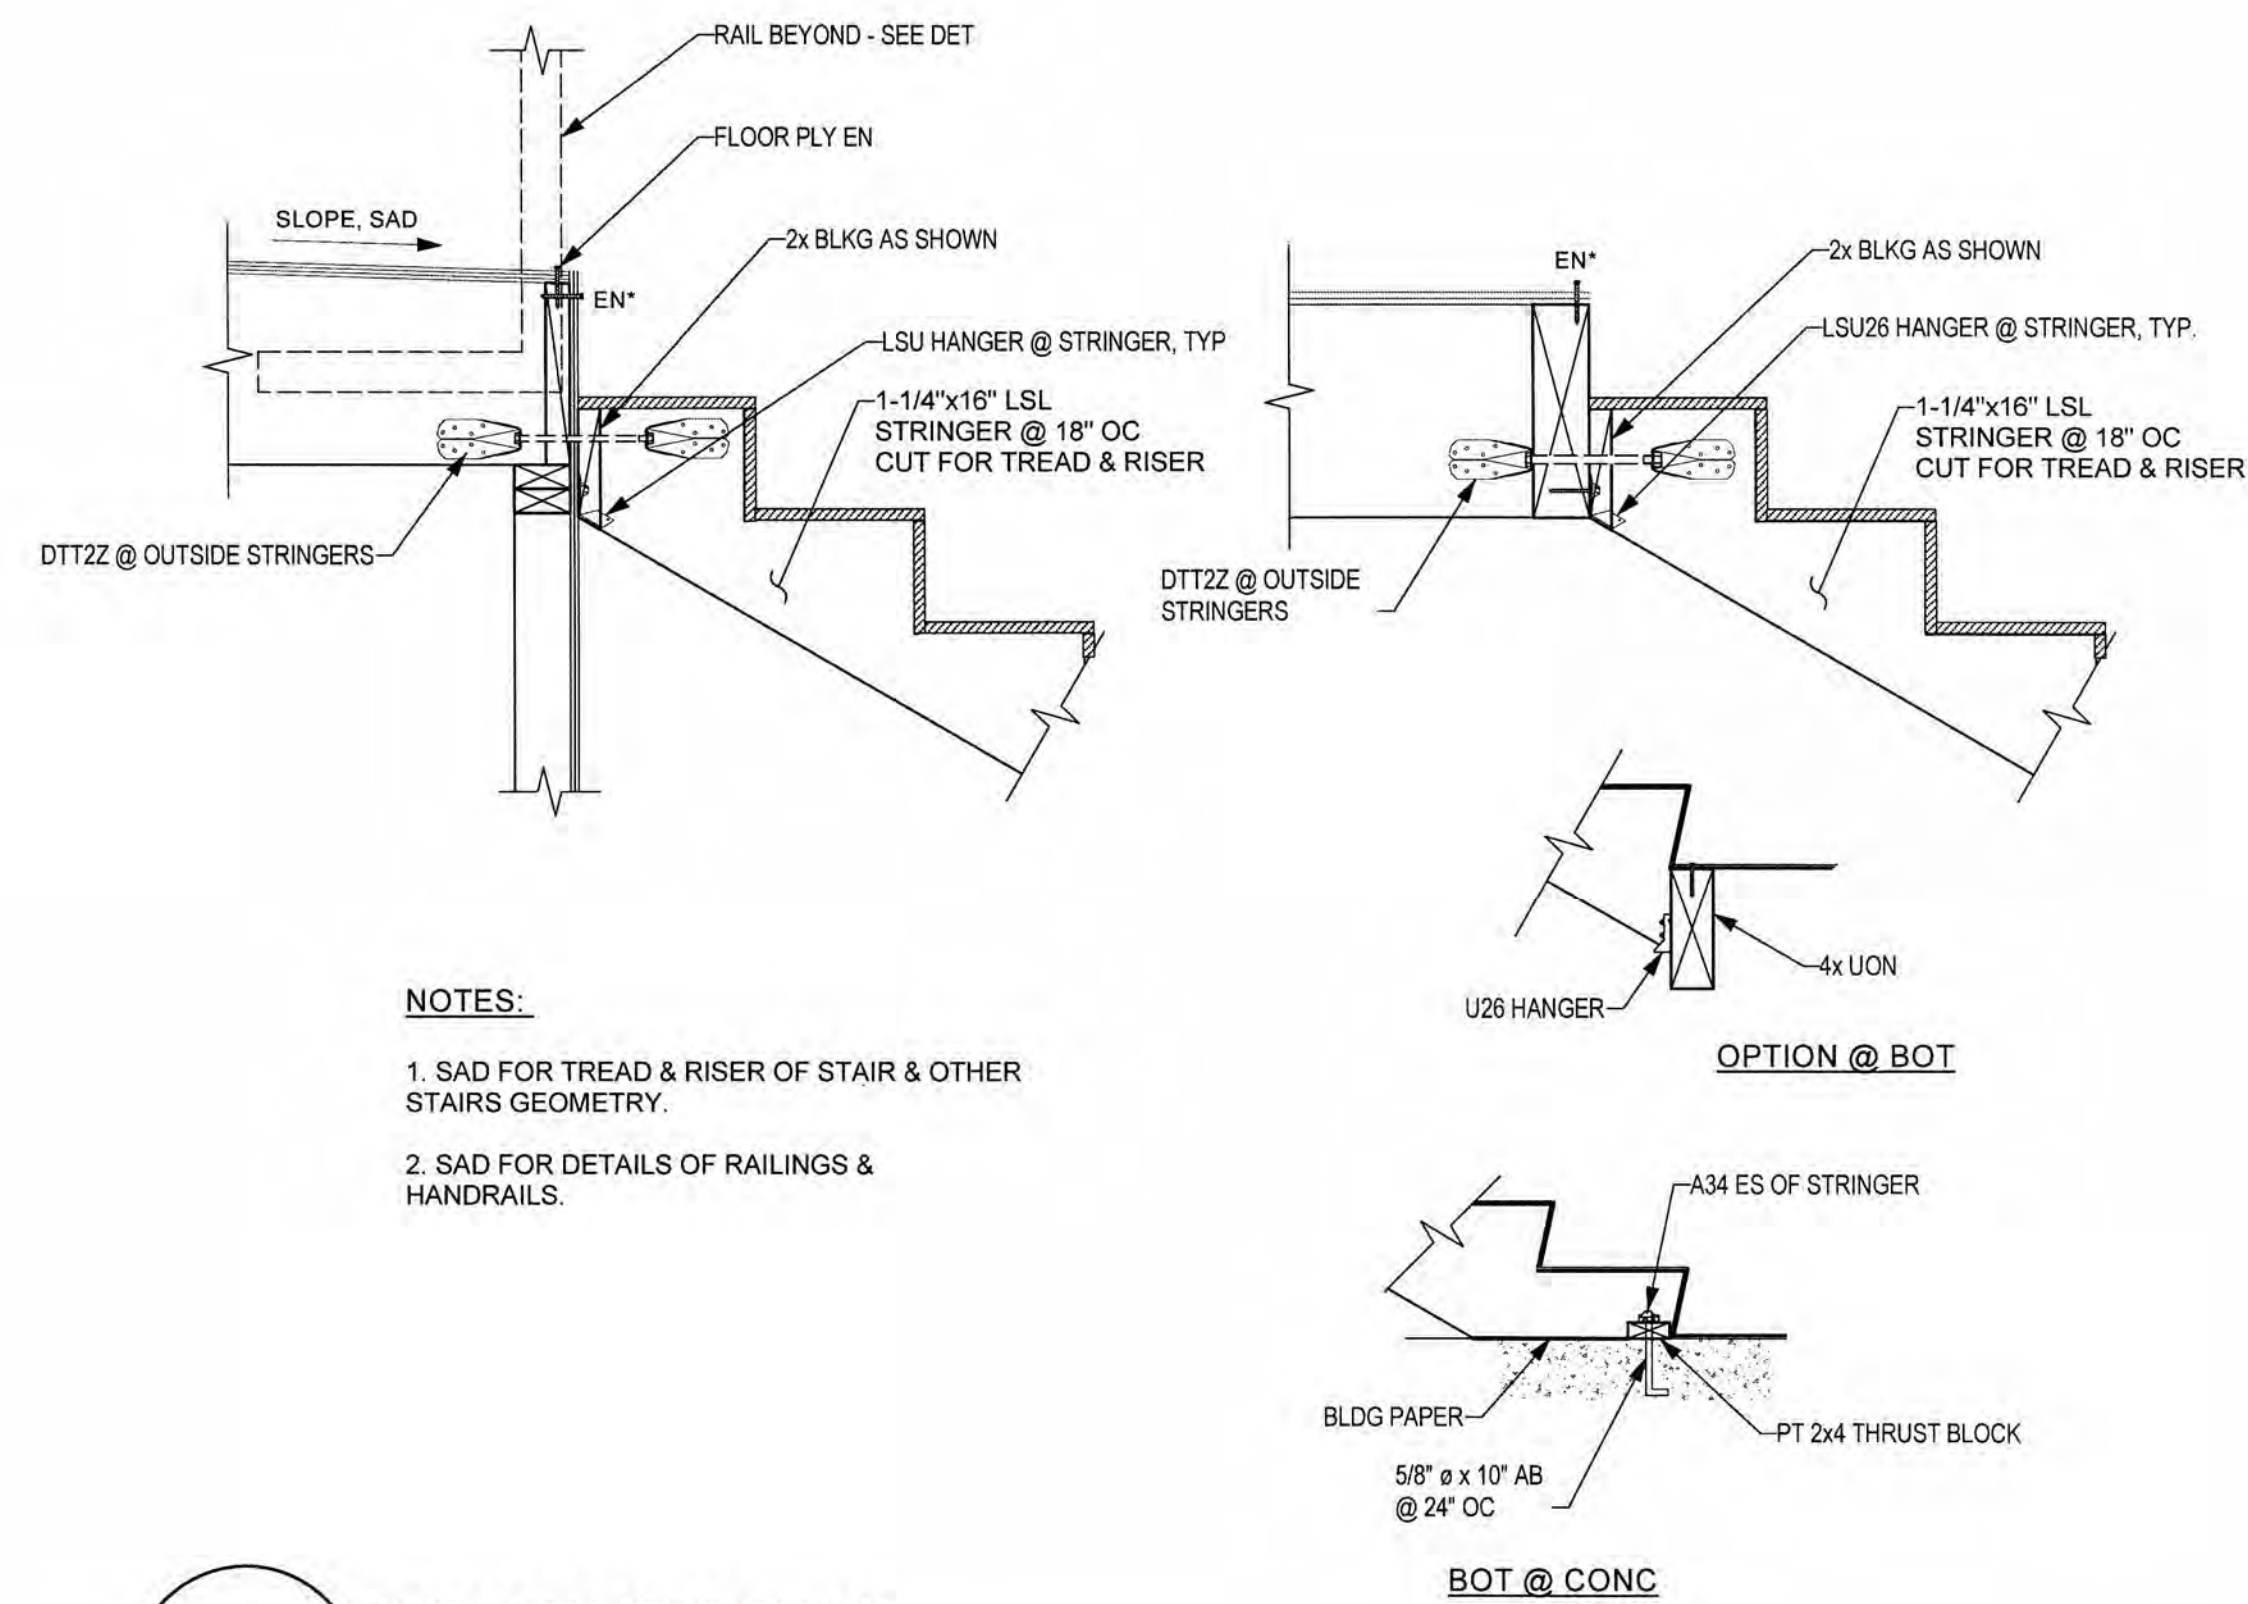 RAIL BEYOND - SEE DET
FLOOR PLY EN
SLOPE, SAD
2x BLKG AS SHOWN
EN*
LSU HANGER @ STRINGER, TYP
1-1/4"x16" LSL
STRINGER @ 18" OC
CUT FOR TREAD & RISER
DTT2Z @ OUTSIDE STRINGERS
EN*
2x BLKG AS SHOWN
LSU26 HANGER @ STRINGER, TYP.
1-1/4"x16" LSL
STRINGER @ 18" OC
CUT FOR TREAD & RISER
DTT2Z @ OUTSIDE
STRINGERS
4x UON
U26 HANGER
OPTION @ BOT
NOTES:
1. SAD FOR TREAD & RISER OF STAIR & OTHER
STAIRS GEOMETRY.
2. SAD FOR DETAILS OF RAILINGS &
HANDRAILS.
A34 ES OF STRINGER
BLDG PAPER
PT 2x4 THRUST BLOCK
5/8" ø x 10" AB
@ 24" OC
BOT @ CONC